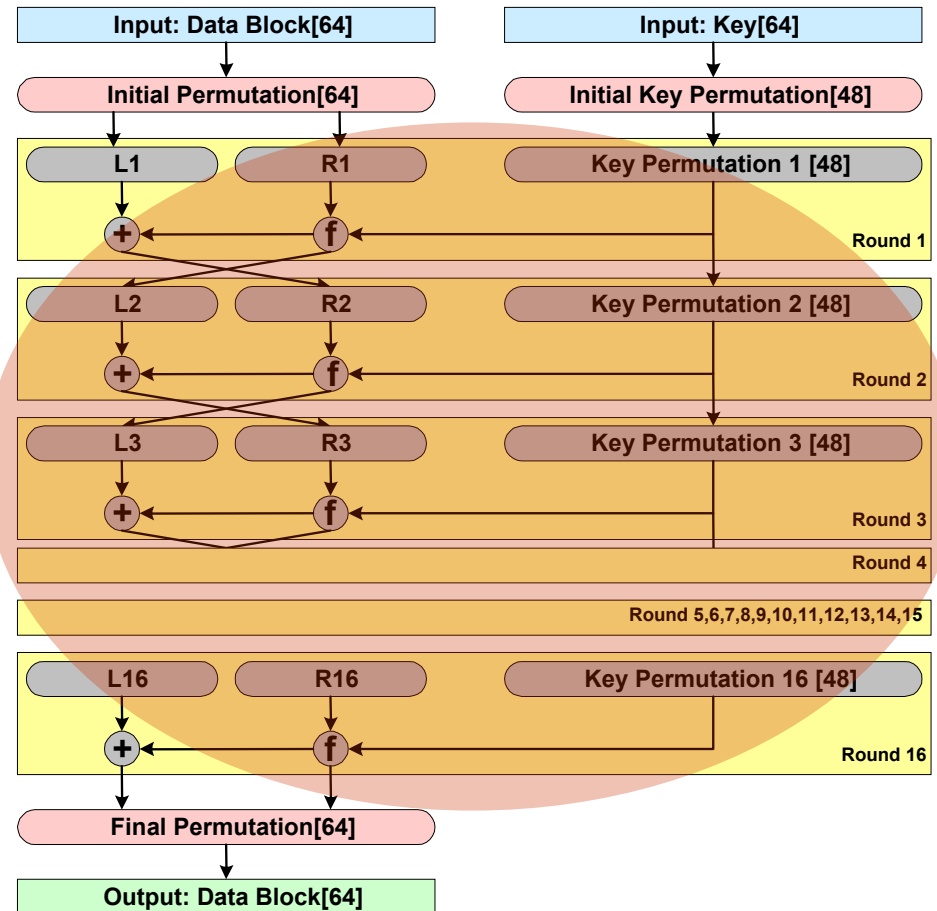 Input: Data Block[64]
Input: Key[64]
Initial Permutation[64]
Initial Key Permutation[48]
L1
R1
Key Permutation 1 [48]
+
f
Round 1
L2
R2
Key Permutation 2 [48]
+
f
Round 2
L3
R3
Key Permutation 3 [48]
+
f
Round 3
Round 4
Round 5,6,7,8,9,10,11,12,13,14,15
L16
R16
Key Permutation 16 [48]
+
f
Round 16
Final Permutation[64]
Output: Data Block[64]